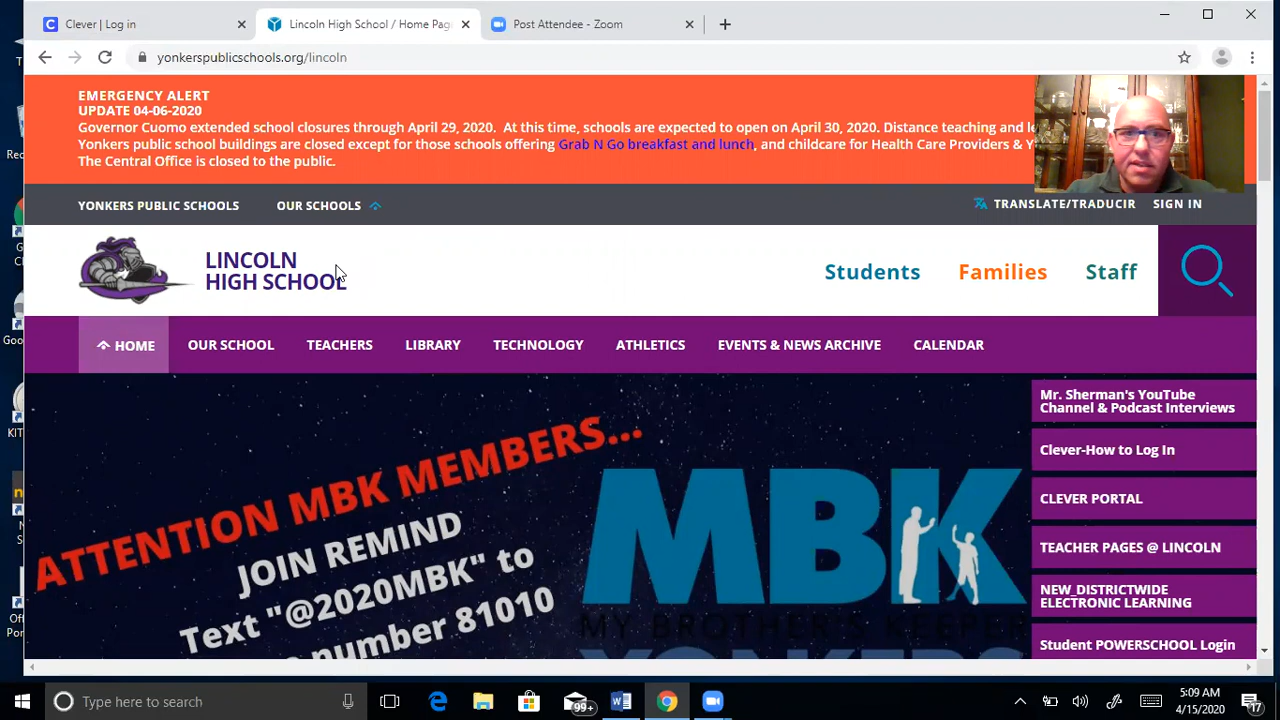 Clever | Log in
Lincoln High School / Home Pag
Post Attendee - Zoom
yonkerspublicschools.org/lincoln
EMERGENCY ALERT
UPDATE 04-06-2020
Governor Cuomo extended school closures through April 29, 2020. At this time, schools are expected to open on April 30, 2020. Distance teaching and le
Yonkers public school buildings are closed except for those schools offering Grab N Go breakfast and lunch, and childcare for Health Care Providers & Y
The Central Office is closed to the public.
YONKERS PUBLIC SCHOOLS
OUR SCHOOLS
TRANSLATE/TRADUCIR
SIGN IN
LINCOLN
HIGH SCHOOL
Students
Families
Staff
HOME
OUR SCHOOL
TEACHERS
LIBRARY
TECHNOLOGY
ATHLETICS
EVENTS & NEWS ARCHIVE
CALENDAR
ATTENTION MBK MEMBERS...
JOIN REMIND
Text "@2020MBK" to
number 81010
MBK
MY BROTHER'S KEEPER
YONKERS
Mr. Sherman's YouTube
Channel & Podcast Interviews
Clever-How to Log In
CLEVER PORTAL
TEACHER PAGES @ LINCOLN
NEW_DISTRICTWIDE
ELECTRONIC LEARNING
Student POWERSCHOOL Login
Type here to search
99+
5:09 AM
4/15/2020
17